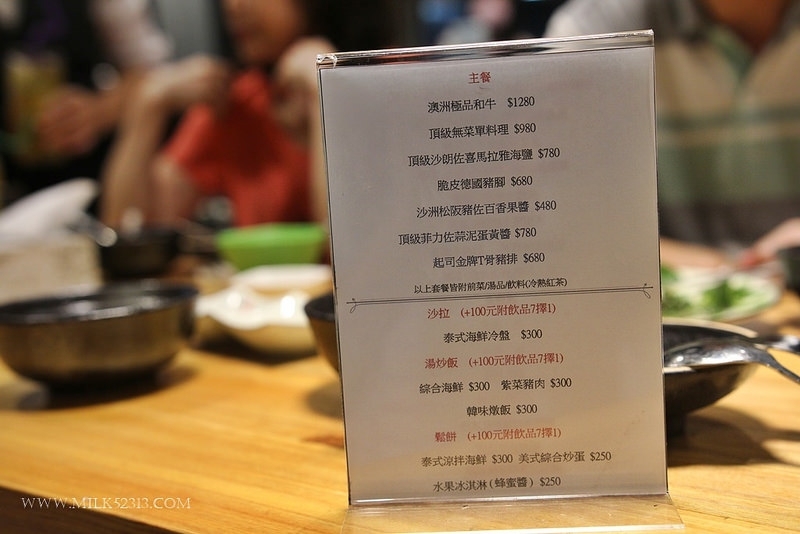 主餐
澳洲極品和牛 $1280
頂級無菜單料理 $980
頂級沙朗佐喜馬拉雅海鹽 $780
脆皮德國豬腳 $680
沙洲松阪豬佐百香果醬 $480
頂級菲力佐蒜泥蛋黃醬 $780
起司金牌T骨豬排 $680
以上套餐皆附前菜/湯品/飲料(冷熱紅茶)
沙拉 (+100元附飲品7擇1)
泰式海鮮冷盤 $300
湯炒飯 (+100元附飲品7擇1)
綜合海鮮 $300 紫菜豬肉 $300
韓味燉飯 $300
鬆餅 (+100元附飲品7擇1)
泰式涼拌海鮮 $300 美式綜合炒蛋 $250
水果冰淇淋(蜂蜜醬) $250
WWW.MILK52313.COM